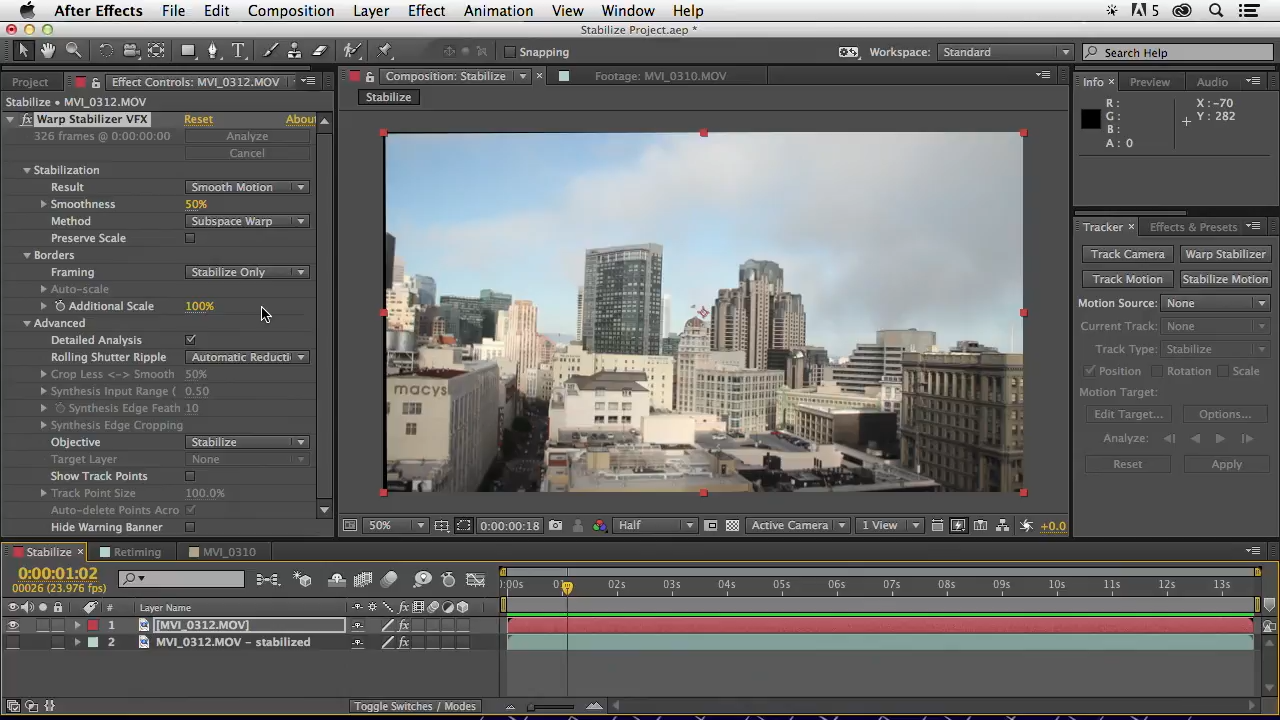 After Effects File Edit Composition Layer Effect Animation View Window Help 5
Stabilize Project.aep *
Snapping Workspace: Standard Search Help
Project Effect Controls: MVI_0312.MOV
Stabilize • MVI_0312.MOV
fx Warp Stabilizer VFX Reset About
326 frames @ 0:00:00:00 Analyze
Cancel
Stabilization
Result Smooth Motion
Smoothness 50%
Method Subspace Warp
Preserve Scale
Borders
Framing Stabilize Only
Auto-scale
Additional Scale 100%
Advanced
Detailed Analysis
Rolling Shutter Ripple Automatic Reducti
Crop Less <-> Smooth 50%
Synthesis Input Range ( 0.50
Synthesis Edge Feath 10
Synthesis Edge Cropping
Objective Stabilize
Target Layer None
Show Track Points
Track Point Size 100.0%
Auto-delete Points Acro
Hide Warning Banner
Composition: Stabilize Footage: MVI_0310.MOV
Stabilize
macys
50% 0:00:00:18 Half Active Camera 1 View +0.0
Info Preview Audio
R: X: -70
G: Y: 282
B:
A: 0
Tracker Effects & Presets
Track Camera Warp Stabilizer
Track Motion Stabilize Motion
Motion Source: None
Current Track: None
Track Type: Stabilize
Position Rotation Scale
Motion Target:
Edit Target... Options...
Analyze:
Reset Apply
Stabilize Retiming MVI_0310
0:00:01:02
00026 (23.976 fps)
# Layer Name fx
1 [MVI_0312.MOV] fx
2 MVI_0312.MOV - stabilized fx
Toggle Switches / Modes
:00s 02s 03s 04s 05s 06s 07s 08s 09s 10s 11s 12s 13s